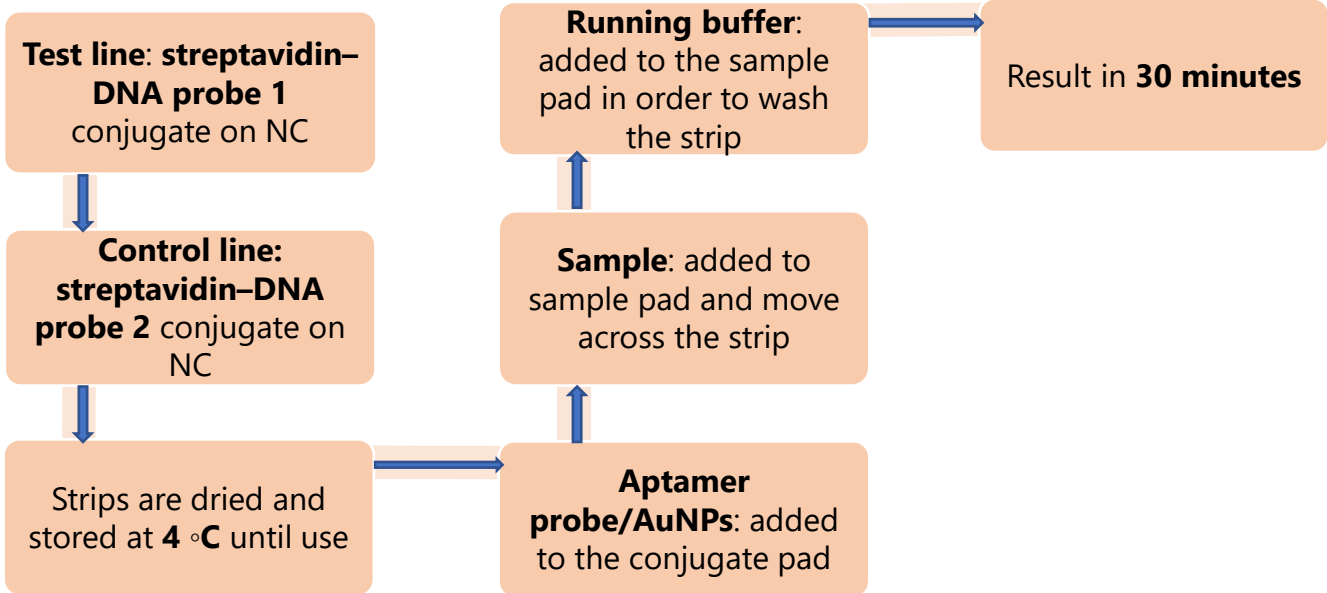 Test line: streptavidin–
DNA probe 1
conjugate on NC
Control line:
streptavidin–DNA
probe 2 conjugate on
NC
Strips are dried and
stored at 4 ◦C until use
Aptamer
probe/AuNPs: added
to the conjugate pad
Sample: added to
sample pad and move
across the strip
Running buffer:
added to the sample
pad in order to wash
the strip
Result in 30 minutes